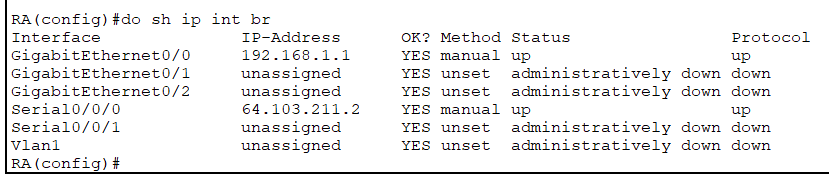 RA(config)#do sh ip int br
Interface IP-Address OK? Method Status Protocol
GigabitEthernet0/0 192.168.1.1 YES manual up up
GigabitEthernet0/1 unassigned YES unset administratively down down
GigabitEthernet0/2 unassigned YES unset administratively down down
Serial0/0/0 64.103.211.2 YES manual up up
Serial0/0/1 unassigned YES unset administratively down down
Vlan1 unassigned YES unset administratively down down
RA(config)#